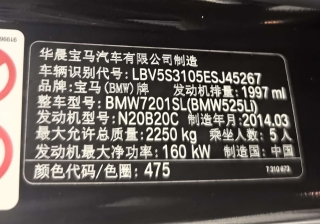 华晨宝马汽车有限公司制造
车辆识别代号:LBV5S3105ESJ45267
品牌:宝马(BMW)牌 发动机排量:1997 ml
整车型号:BMW7201SL(BMW525Li)
发动机型号:N20B20C 制造年月:2014.03
最大允许总质量:2250 kg 乘坐人数:5 人
发动机最大净功率:160 kW 制造国:中国
颜色代码/色圈:475 7 310 673